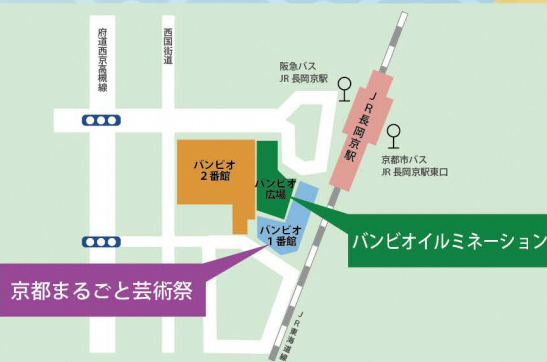 府道西京高槻線
西国街道
阪急バス
JR長岡京駅
JR長岡京駅
京都市バス
JR長岡京駅東口
バンビオ
2番館
バンビオ
広場
バンビオ
1番館
バンビオイルミネーション
京都まるごと芸術祭
JR東海道線